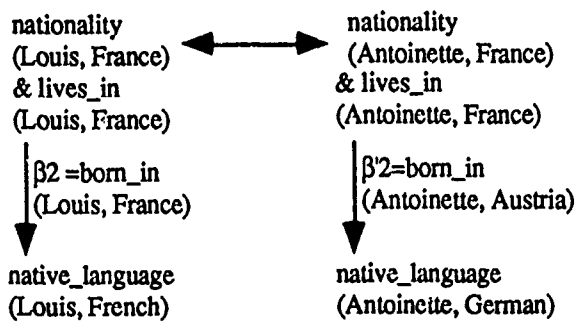 nationality
(Louis, France)
& lives_in
(Louis, France)
nationality
(Antoinette, France)
& lives_in
(Antoinette, France)
β2 =born_in
(Louis, France)
β'2=born_in
(Antoinette, Austria)
native_language
(Louis, French)
native_language
(Antoinette, German)